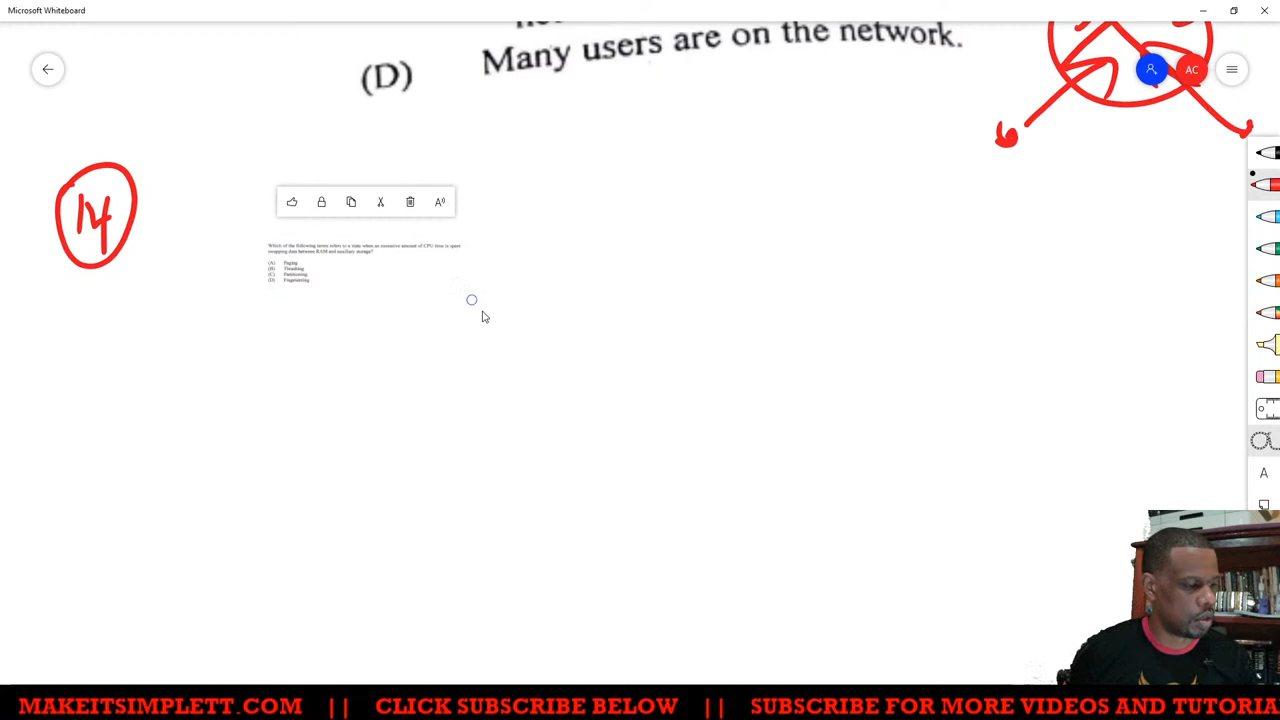 Microsoft Whiteboard
(D) Many users are on the network.
AC
14
Which of the following terms refers to a state when an excessive amount of CPU time is spent
swapping data between RAM and auxiliary storage?
(A) Paging
(B) Thrashing
(C) Partitioning
(D) Fragmenting
A
MAKEITSIMPLETT.COM || CLICK SUBSCRIBE BELOW || SUBSCRIBE FOR MORE VIDEOS AND TUTORIA